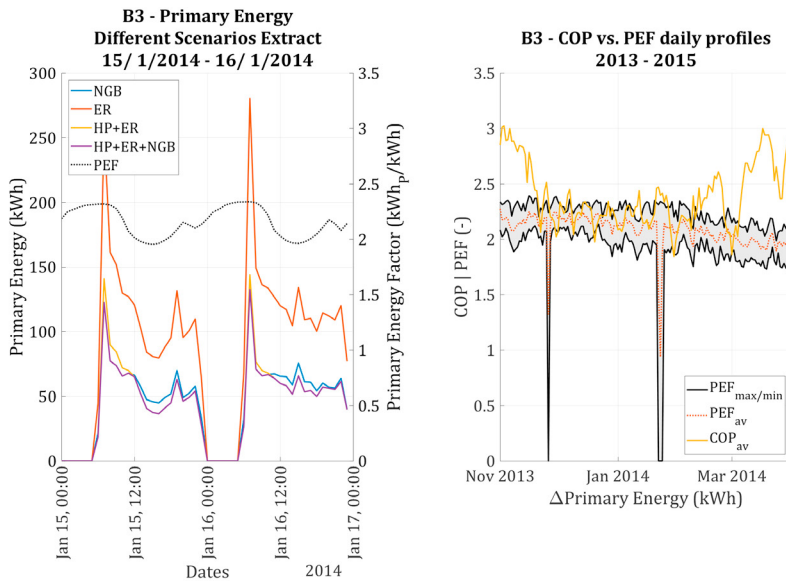 B3 - Primary Energy
Different Scenarios Extract
15/ 1/2014 - 16/ 1/2014
300
250
200
150
100
50
0
Primary Energy (kWh)
NGB
ER
HP+ER
HP+ER+NGB
PEF
3.5
3
2.5
2
1.5
1
0.5
0
Primary Energy Factor (kWhP/kWh)
Jan 15, 00:00
Jan 15, 12:00
Jan 16, 00:00
Jan 16, 12:00
Jan 17, 00:00
Dates
2014
B3 - COP vs. PEF daily profiles
2013 - 2015
3.5
3
2.5
2
1.5
1
0.5
0
COP | PEF (-)
PEFmax/min
PEFav
COPav
Nov 2013
Jan 2014
Mar 2014
ΔPrimary Energy (kWh)